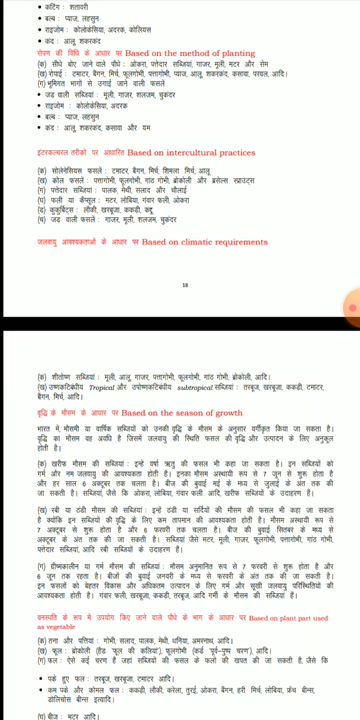 • कटिंग : शतावरी
• बल्ब : प्याज, लहसुन
• राइजोम : कोलोकेसिया, अदरक, कोलियस
• कंद : आलू, शकरकंद
रोपण की विधि के आधार पर Based on the method of planting
(क) सीधे बोए जाने वाले पौधे : ओकरा, पत्तेदार सब्जियां, गाजर, मूली, मटर और सेम
(ख) रोपाई : टमाटर, बैंगन, मिर्च, फूलगोभी, पत्तागोभी, प्याज, आलू, शकरकंद, कसावा, परवल, आदि।
(ग) भूमिगत भागों से उगाई जाने वाली फसलें
• जड़ वाली सब्जियाँ : मूली, गाजर, शलजम, चुकंदर
• राइजोम : कोलोकेसिया, अदरक
• बल्ब : प्याज, लहसुन
• कंद : आलू, शकरकंद, कसावा और यम
इंटरकल्चरल तरीकों पर आधारित Based on intercultural practices
(क) सोलेनेसियस फसलें : टमाटर, बैंगन, मिर्च, शिमला मिर्च, आलू
(ख) कोल फसलें : पत्तागोभी, फूलगोभी, गांठ गोभी, ब्रोकोली और ब्रसेल्स स्प्राउट्स
(ग) पत्तेदार सब्जियां : पालक, मेथी, सलाद और चौलाई
(घ) फली या कैप्सूल : मटर, लोबिया, गंवार फली, ओकरा
(ङ) कुकुर्बिट्स : लौकी, खरबूजा, ककड़ी, कद्दू
(च) जड़ वाली फसलें : गाजर, मूली, शलजम, चुकंदर
जलवायु आवश्यकताओं के आधार पर Based on climatic requirements
18
(क) शीतोष्ण सब्जियां : मूली, आलू, गाजर, पत्तागोभी, फूलगोभी, गांठ गोभी, ब्रोकोली, आदि।
(ख) उष्णकटिबंधीय Tropical और उपोष्णकटिबंधीय subtropical सब्जियां : तरबूज, खरबूजा, ककड़ी, टमाटर,
बैंगन, मिर्च, आदि।
वृद्धि के मौसम के आधार पर Based on the season of growth
भारत में, मौसमी या वार्षिक सब्जियों को उनकी वृद्धि के मौसम के अनुसार वर्गीकृत किया जा सकता है।
वृद्धि का मौसम वह अवधि है जिसमें जलवायु की स्थिति फसल की वृद्धि और उत्पादन के लिए अनुकूल
होती है।
(क) खरीफ मौसम की सब्जियां : इन्हें वर्षा ऋतु की फसल भी कहा जा सकता है। इन सब्जियों को
गर्म और नम जलवायु की आवश्यकता होती है। इनका मौसम अस्थायी रूप से 7 जून से शुरू होता है
और हर साल 6 अक्टूबर तक चलता है। बीज की बुवाई मई के मध्य से जुलाई के अंत तक की
जा सकती है। सब्जियां, जैसे कि ओकरा, लोबिया, गंवार फली आदि, खरीफ सब्जियों के उदाहरण हैं।
(ख) रबी या ठंडी मौसम की सब्जियां : इन्हें ठंडी या सर्दियों की मौसम की फसल भी कहा जा सकता
है क्योंकि इन सब्जियों की वृद्धि के लिए कम तापमान की आवश्यकता होती है। मौसम अस्थायी रूप से
7 अक्टूबर से शुरू होता है और 6 फरवरी तक चलता है। बीज की बुवाई सितंबर के मध्य से
अक्टूबर के अंत तक की जा सकती है। सब्जियां जैसे मटर, मूली, गाजर, फूलगोभी, पत्तागोभी, गांठ गोभी,
पत्तेदार सब्जियां, आदि रबी सब्जियों के उदाहरण हैं।
(ग) ग्रीष्मकालीन या गर्म मौसम की सब्जियां : मौसम अनुमानित रूप से 7 फरवरी से शुरू होता है और
6 जून तक रहता है। बीजों की बुवाई जनवरी के मध्य से फरवरी के अंत तक की जा सकती है।
इन फसलों को बेहतर विकास और अधिकतम उत्पादन के लिए गर्म और सूखी जलवायु परिस्थितियों की
आवश्यकता होती है। गंवार फली, खरबूजा, ककड़ी, तरबूज, आदि गर्मी के मौसम की सब्जियां हैं।
वनस्पति के रूप में उपयोग किए जाने वाले पौधे के भाग के आधार पर Based on plant part used
as vegetable
(क) तना और पत्तियां : गोभी, सलाद, पालक, मेथी, धनिया, अमरनाथ, आदि।
(ख) फूल : ब्रोकोली (हेड 'फूल की कलियां'), फूलगोभी (कर्ड 'पूर्व-पुष्प चरण'), आदि।
(ग) फल : ऐसे कई चरण हैं जहां सब्जियों की फसल के फलों की खपत की जा सकती है, जैसे कि
• पके हुए फल : तरबूज, खरबूजा, टमाटर आदि।
• कम पके और कोमल फल : ककड़ी, लौकी, करेला, तुरई, ओकरा, बैंगन, हरी मिर्च, लोबिया, फ्रेंच बीन्स,
डोलिचोस बीन्स इत्यादि।
(घ) बीज : मटर आदि।